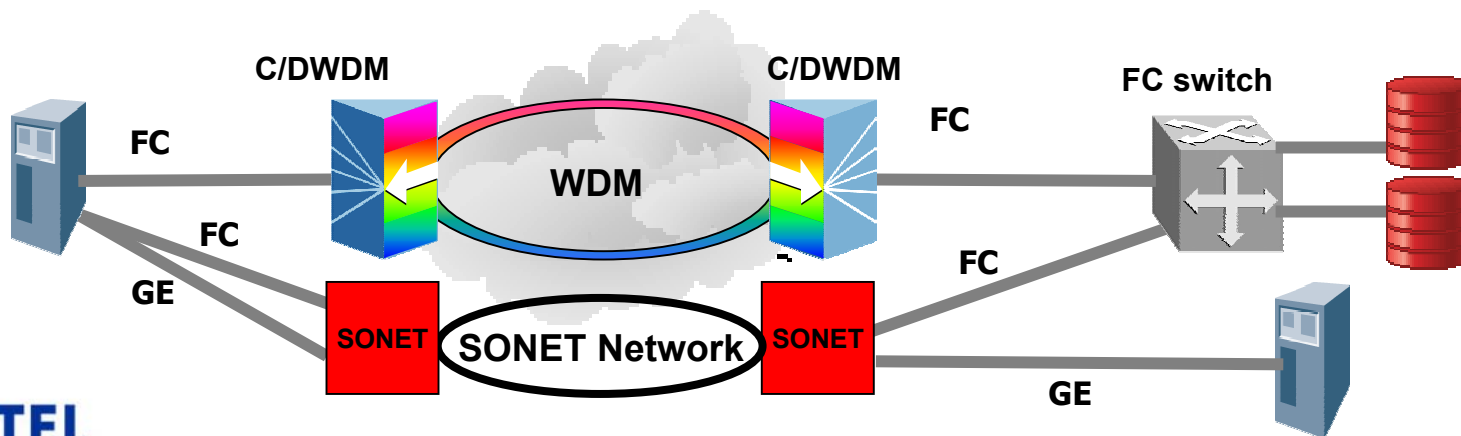 C/DWDM
C/DWDM
FC switch
FC
FC
WDM
FC
FC
GE
SONET
SONET Network
SONET
GE